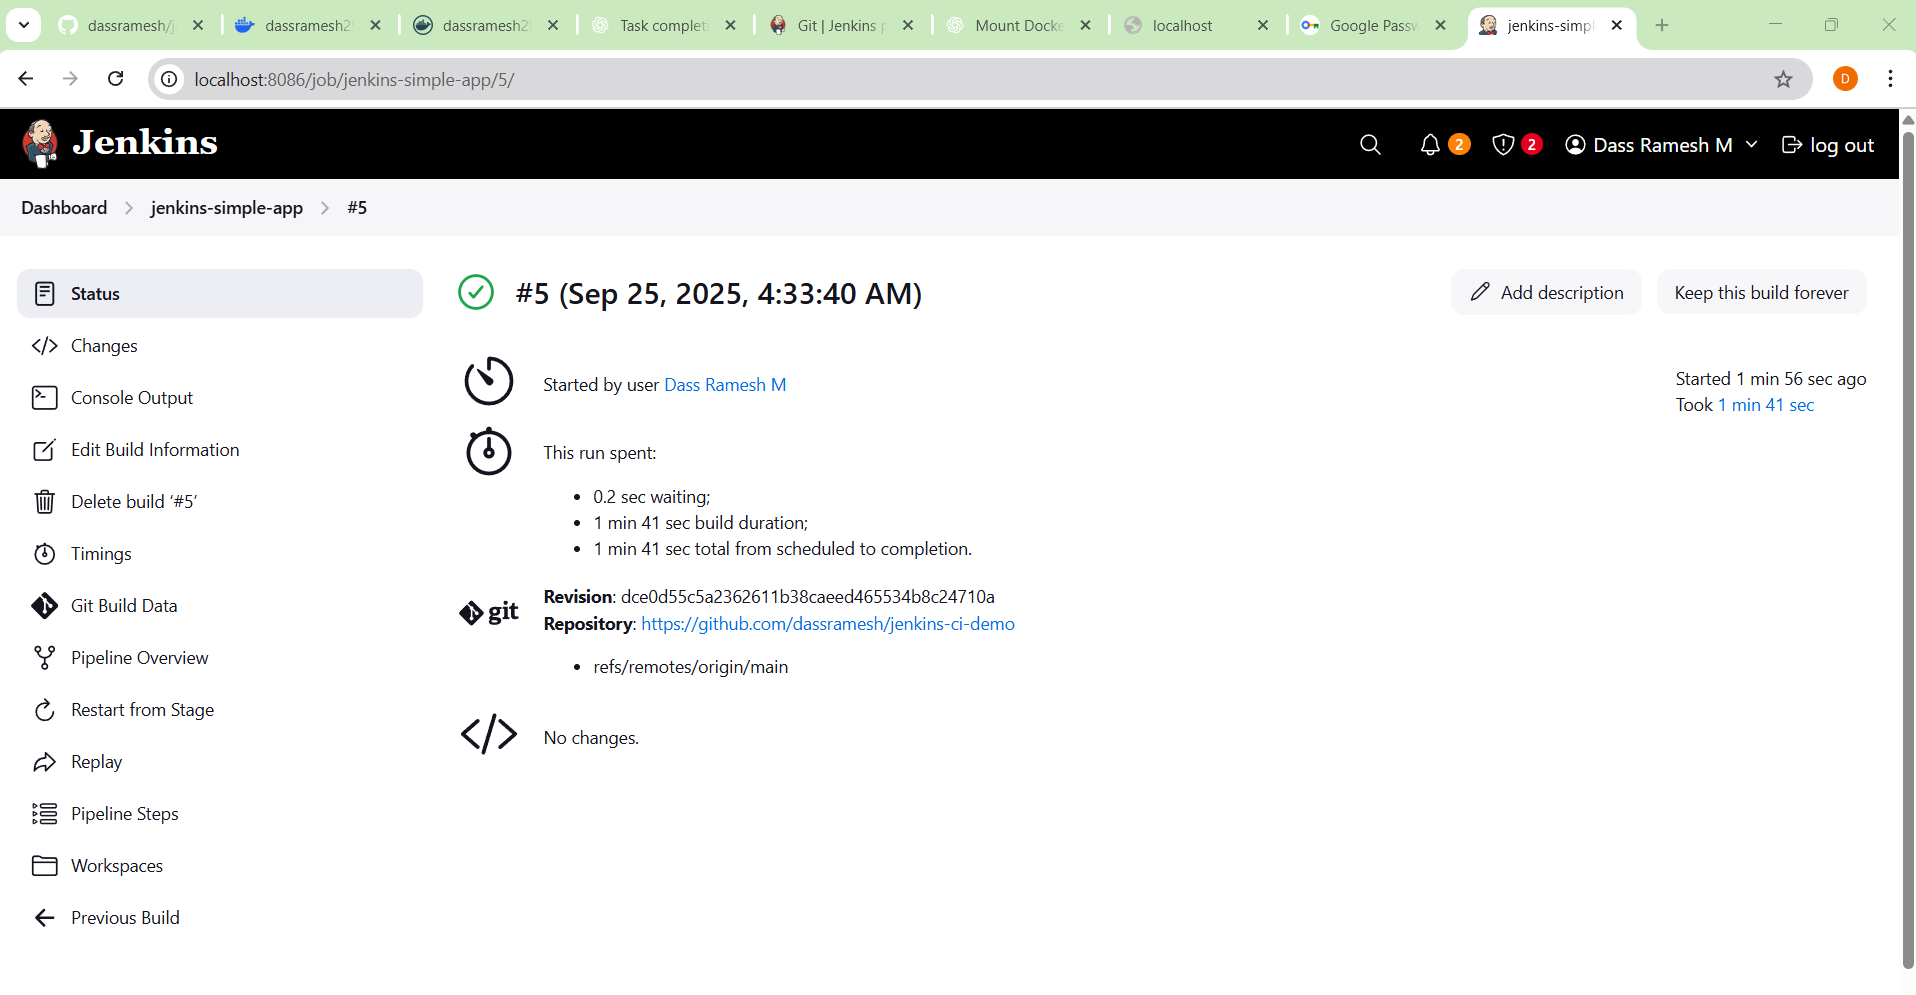 dassramesh/j
dassramesh2
dassramesh2
Task complet
Git | Jenkins p
Mount Docke
localhost
Google Passw
jenkins-simpl
localhost:8086/job/jenkins-simple-app/5/
D
Jenkins
2
2
Dass Ramesh M
log out
Dashboard
jenkins-simple-app
#5
Status
Changes
Console Output
Edit Build Information
Delete build ‘#5’
Timings
Git Build Data
Pipeline Overview
Restart from Stage
Replay
Pipeline Steps
Workspaces
Previous Build
#5 (Sep 25, 2025, 4:33:40 AM)
Add description
Keep this build forever
Started by user Dass Ramesh M
Started 1 min 56 sec ago
Took 1 min 41 sec
This run spent:
• 0.2 sec waiting;
• 1 min 41 sec build duration;
• 1 min 41 sec total from scheduled to completion.
git
Revision: dce0d55c5a2362611b38caeed465534b8c24710a
Repository: https://github.com/dassramesh/jenkins-ci-demo
• refs/remotes/origin/main
No changes.